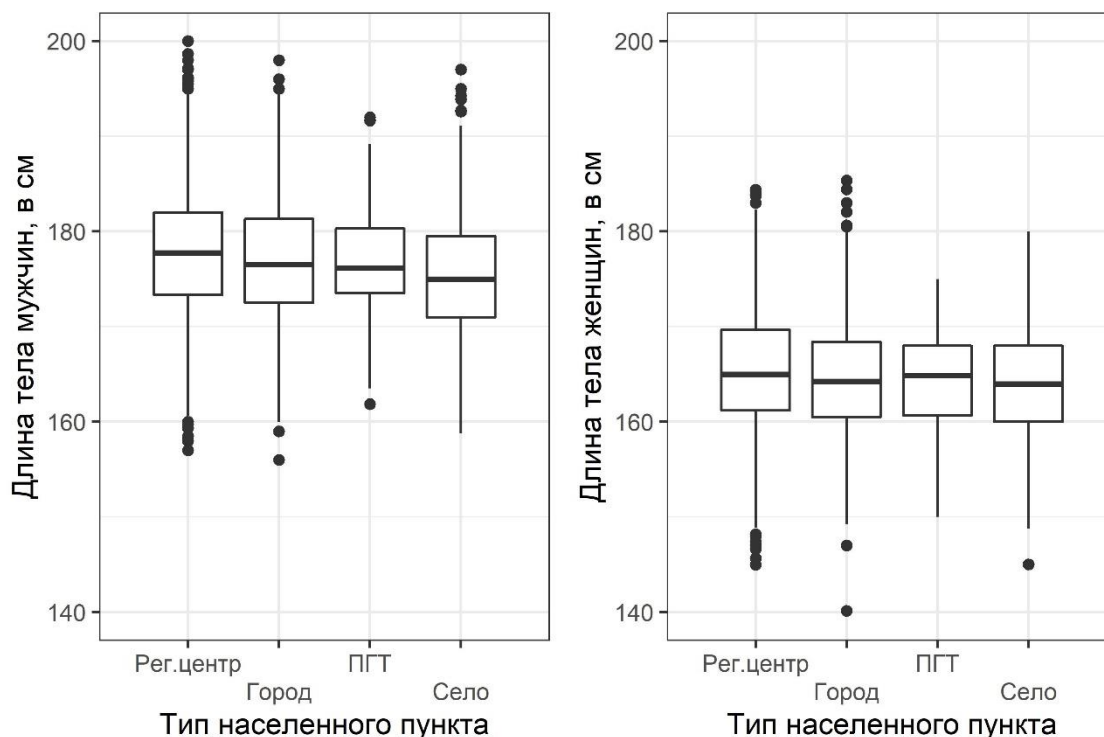 Длина тела мужчин, в см
200
180
160
140
Рег.центр ПГТ
Город Село
Тип населенного пункта
Длина тела женщин, в см
200
180
160
140
Рег.центр ПГТ
Город Село
Тип населенного пункта